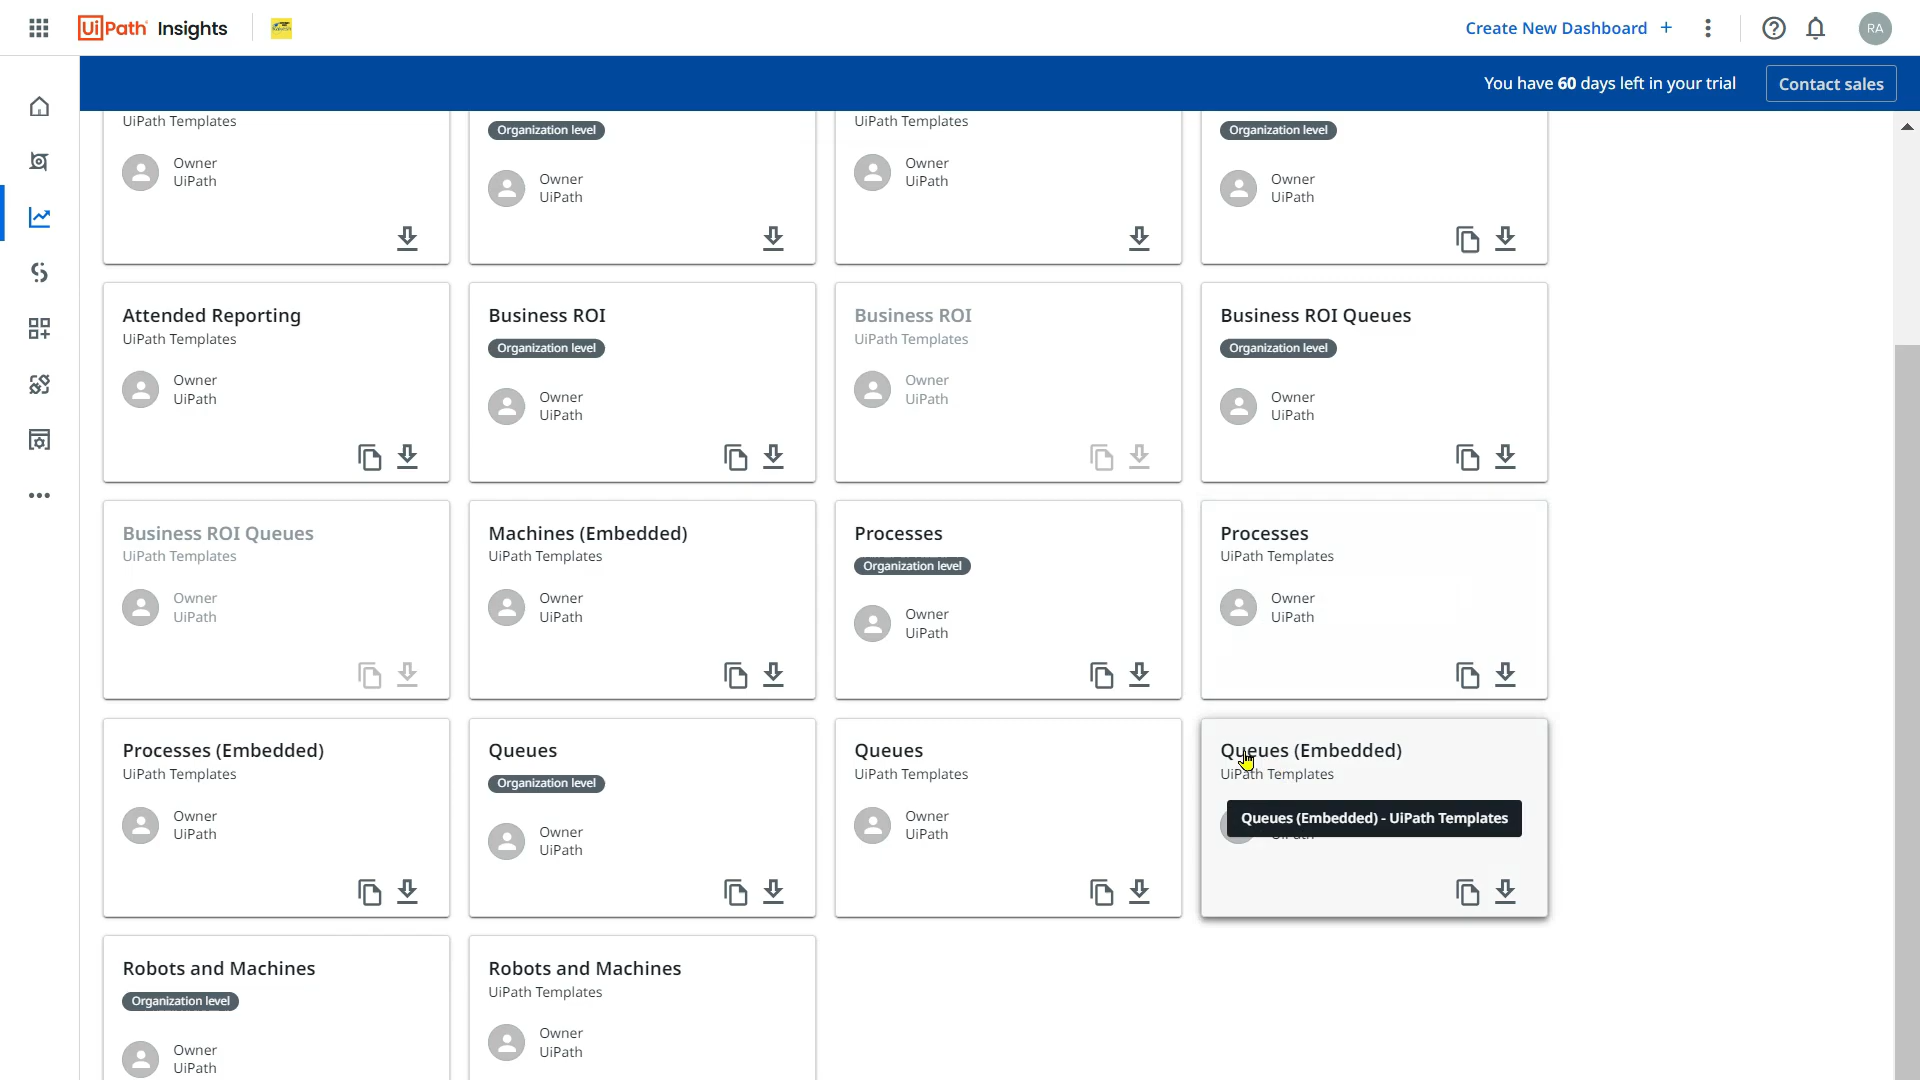 UiPath Insights
Create New Dashboard +
RA
You have 60 days left in your trial
Contact sales
UiPath Templates
Owner
UiPath
Organization level
Owner
UiPath
UiPath Templates
Owner
UiPath
Organization level
Owner
UiPath
Attended Reporting
UiPath Templates
Owner
UiPath
Business ROI
Organization level
Owner
UiPath
Business ROI
UiPath Templates
Owner
UiPath
Business ROI Queues
Organization level
Owner
UiPath
Business ROI Queues
UiPath Templates
Owner
UiPath
Machines (Embedded)
UiPath Templates
Owner
UiPath
Processes
Organization level
Owner
UiPath
Processes
UiPath Templates
Owner
UiPath
Processes (Embedded)
UiPath Templates
Owner
UiPath
Queues
Organization level
Owner
UiPath
Queues
UiPath Templates
Owner
UiPath
Queues (Embedded)
UiPath Templates
Queues (Embedded) - UiPath Templates
Robots and Machines
Organization level
Owner
UiPath
Robots and Machines
UiPath Templates
Owner
UiPath